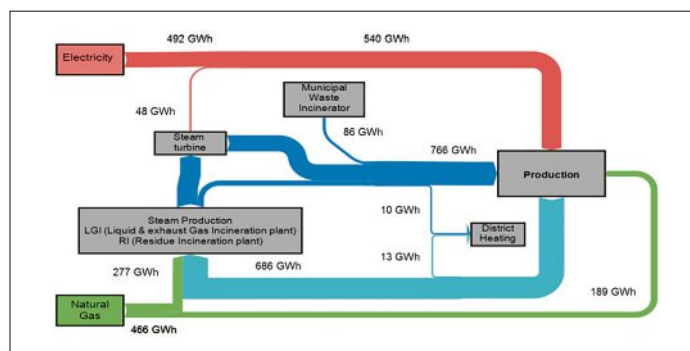 492 GWh
540 GWh
Electricity
Municipal
Waste
Incinerator
48 GWh
86 GWh
Steam
turbine
766 GWh
Production
Steam Production
LGI (Liquid & exhaust Gas Incineration plant)
RI (Residue Incineration plant)
10 GWh
District
Heating
277 GWh
686 GWh
13 GWh
189 GWh
Natural
Gas
466 GWh